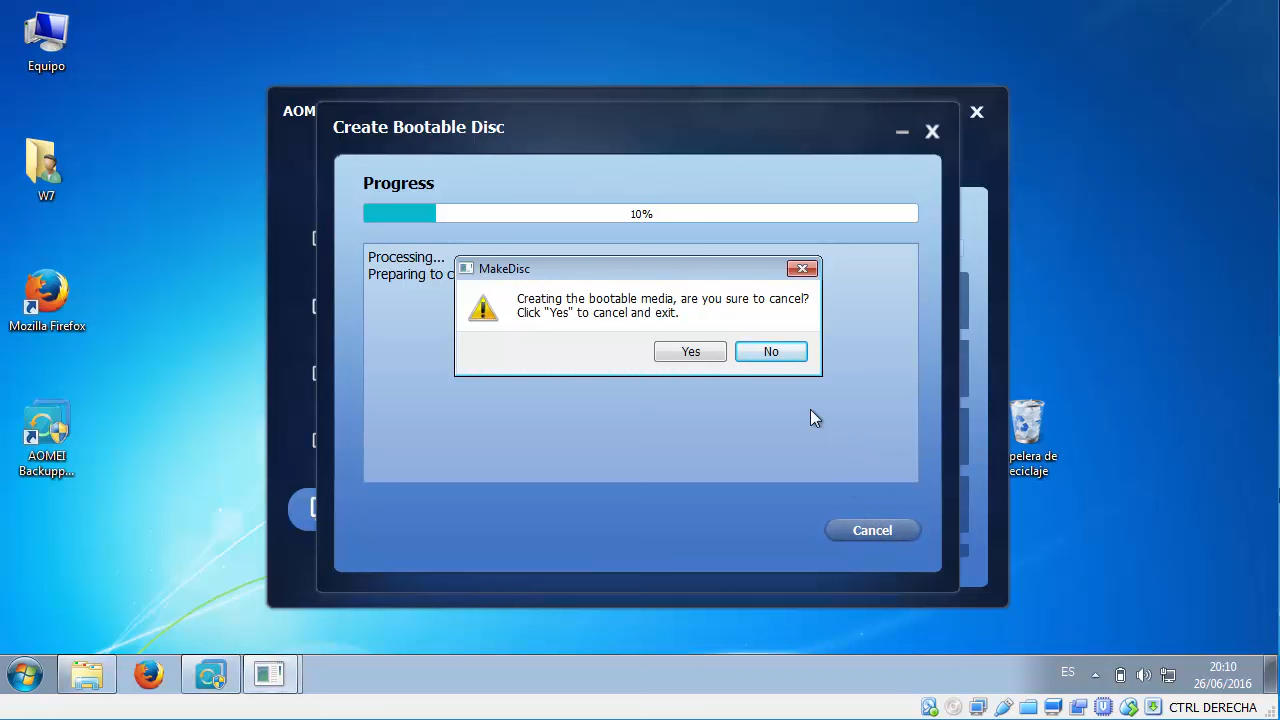 Equipo
W7
Mozilla Firefox
AOMEI
Backupp...
AOM
X
Create Bootable Disc
X
Progress
10%
Processing...
Preparing to c
MakeDisc
Creating the bootable media, are you sure to cancel?
Click "Yes" to cancel and exit.
Yes
No
Cancel
pelera de
eciclaje
ES
20:10
26/06/2016
CTRL DERECHA